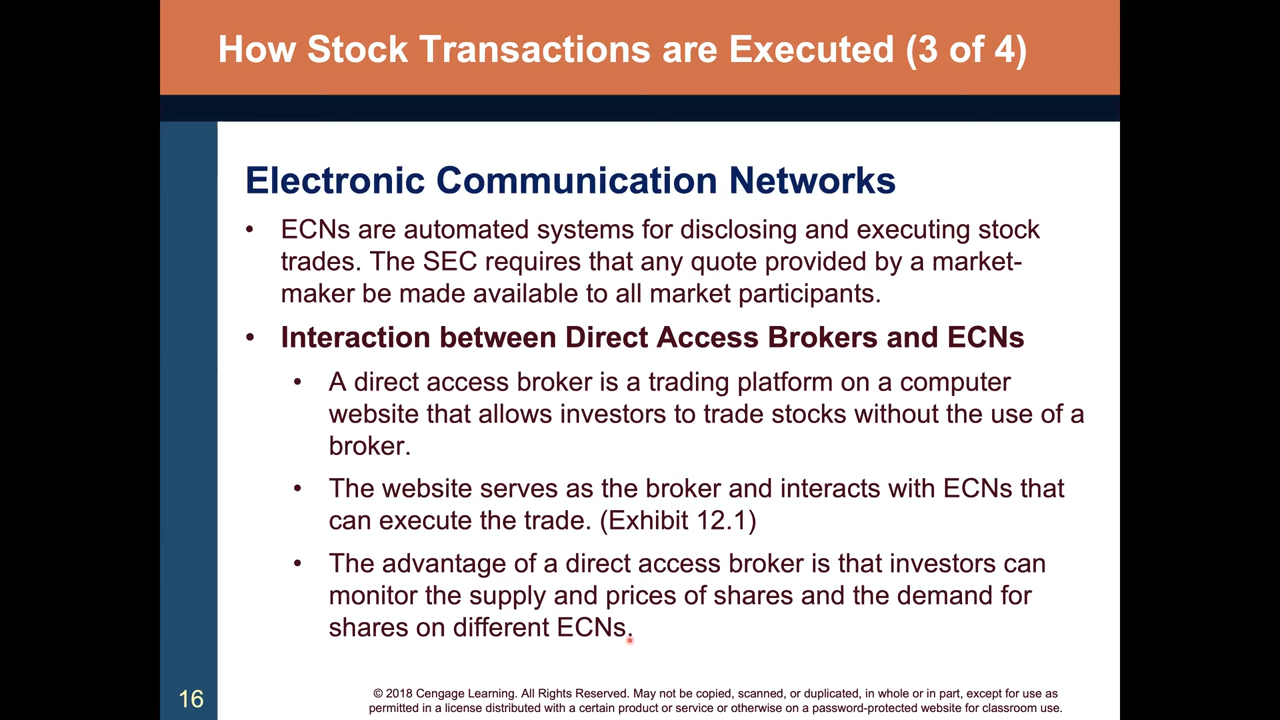 How Stock Transactions are Executed (3 of 4)
Electronic Communication Networks
• ECNs are automated systems for disclosing and executing stock
trades. The SEC requires that any quote provided by a market-
maker be made available to all market participants.
• Interaction between Direct Access Brokers and ECNs
• A direct access broker is a trading platform on a computer
website that allows investors to trade stocks without the use of a
broker.
• The website serves as the broker and interacts with ECNs that
can execute the trade. (Exhibit 12.1)
• The advantage of a direct access broker is that investors can
monitor the supply and prices of shares and the demand for
shares on different ECNs.
16
© 2018 Cengage Learning. All Rights Reserved. May not be copied, scanned, or duplicated, in whole or in part, except for use as
permitted in a license distributed with a certain product or service or otherwise on a password-protected website for classroom use.